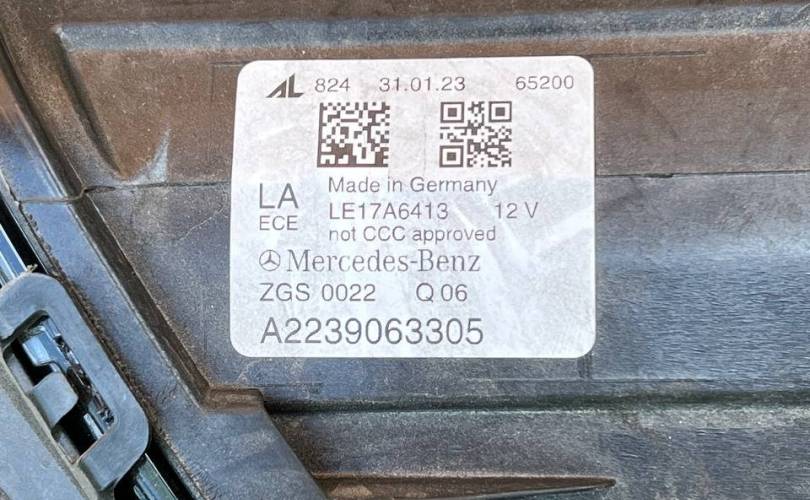 AL 824 31.01.23 65200
LA
ECE
Made in Germany
LE17A6413 12 V
not CCC approved
Mercedes-Benz
ZGS 0022 Q 06
A2239063305